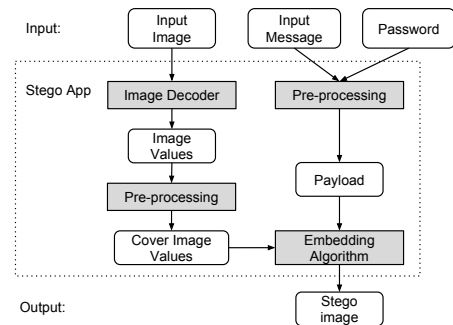 Input:
Input
Image
Input
Message
Password
Stego App
Image Decoder
Pre-processing
Image
Values
Payload
Pre-processing
Cover Image
Values
Embedding
Algorithm
Output:
Stego
image